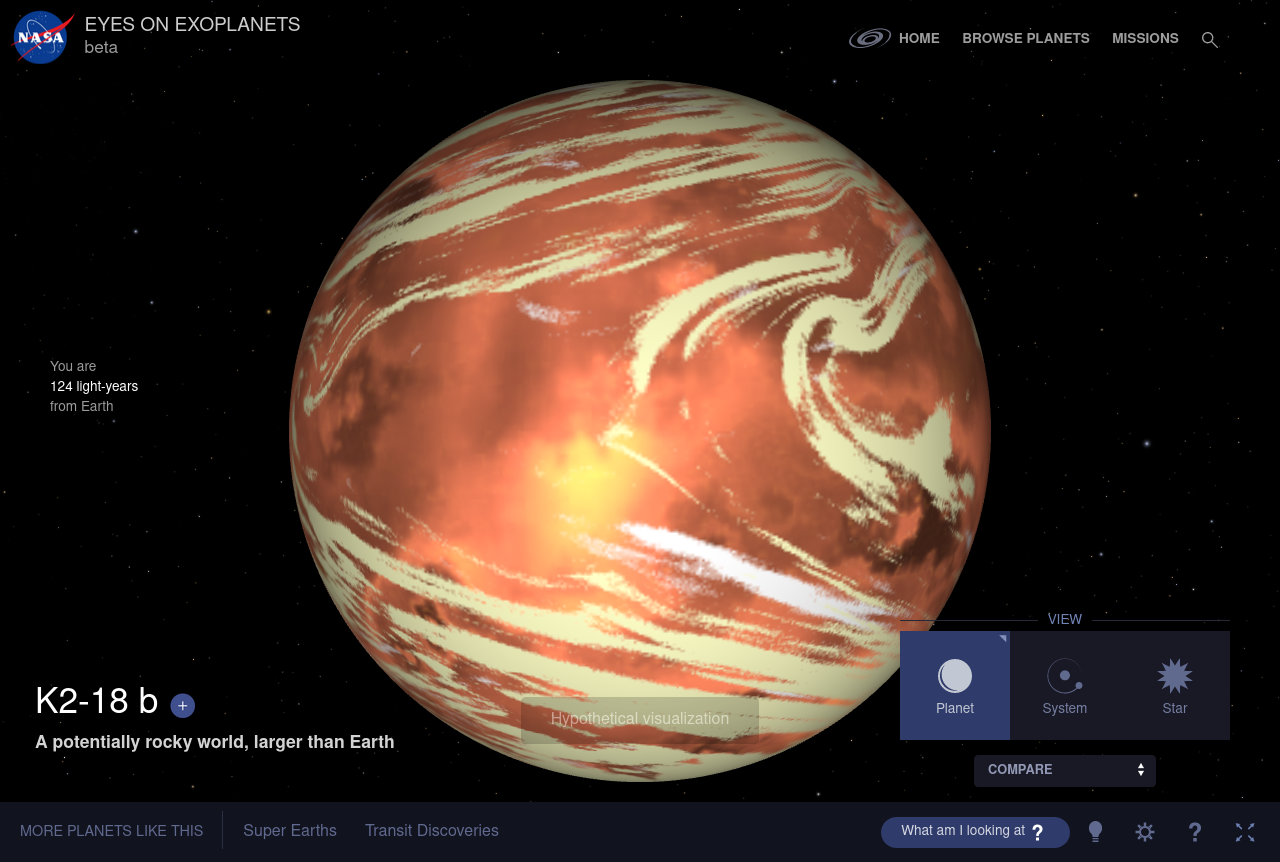 NASA
EYES ON EXOPLANETS
beta
HOME
BROWSE PLANETS
MISSIONS
You are
124 light-years
from Earth
VIEW
Planet
System
Star
K2-18 b +
A potentially rocky world, larger than Earth
Hypothetical visualization
COMPARE
MORE PLANETS LIKE THIS
Super Earths
Transit Discoveries
What am I looking at ?
?